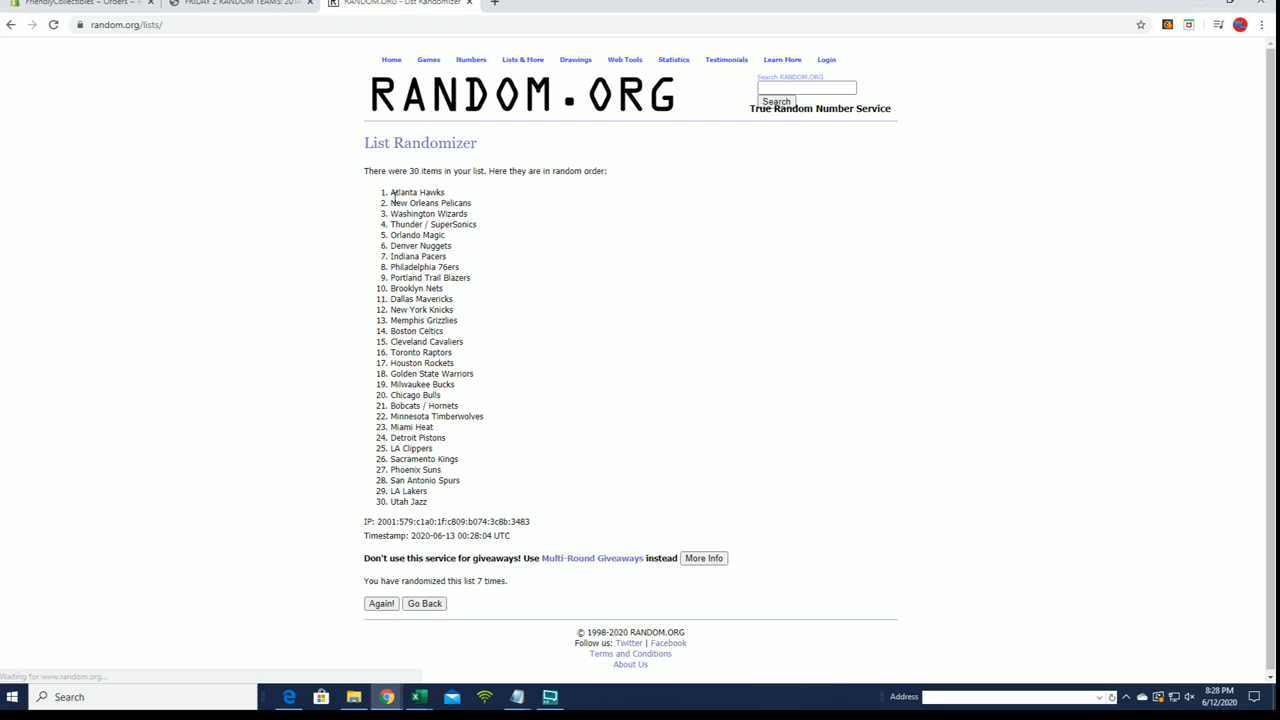 FriendlyCollectibles ~ Orders ~
FRIDAY 2 RANDOM TEAMS: 201
RANDOM.ORG - List Randomizer
random.org/lists/
Home Games Numbers Lists & More Drawings Web Tools Statistics Testimonials Learn More Login
RANDOM.ORG
Search RANDOM.ORG
Search
True Random Number Service
List Randomizer
There were 30 items in your list. Here they are in random order:
1. Atlanta Hawks
2. New Orleans Pelicans
3. Washington Wizards
4. Thunder / SuperSonics
5. Orlando Magic
6. Denver Nuggets
7. Indiana Pacers
8. Philadelphia 76ers
9. Portland Trail Blazers
10. Brooklyn Nets
11. Dallas Mavericks
12. New York Knicks
13. Memphis Grizzlies
14. Boston Celtics
15. Cleveland Cavaliers
16. Toronto Raptors
17. Houston Rockets
18. Golden State Warriors
19. Milwaukee Bucks
20. Chicago Bulls
21. Bobcats / Hornets
22. Minnesota Timberwolves
23. Miami Heat
24. Detroit Pistons
25. LA Clippers
26. Sacramento Kings
27. Phoenix Suns
28. San Antonio Spurs
29. LA Lakers
30. Utah Jazz
IP: 2001:579:c1a0:1f:c809:b074:3c8b:3483
Timestamp: 2020-06-13 00:28:04 UTC
Don't use this service for giveaways! Use Multi-Round Giveaways instead More Info
You have randomized this list 7 times.
Again! Go Back
© 1998-2020 RANDOM.ORG
Follow us: Twitter | Facebook
Terms and Conditions
About Us
Waiting for www.random.org...
Search
Address
8:28 PM
6/12/2020